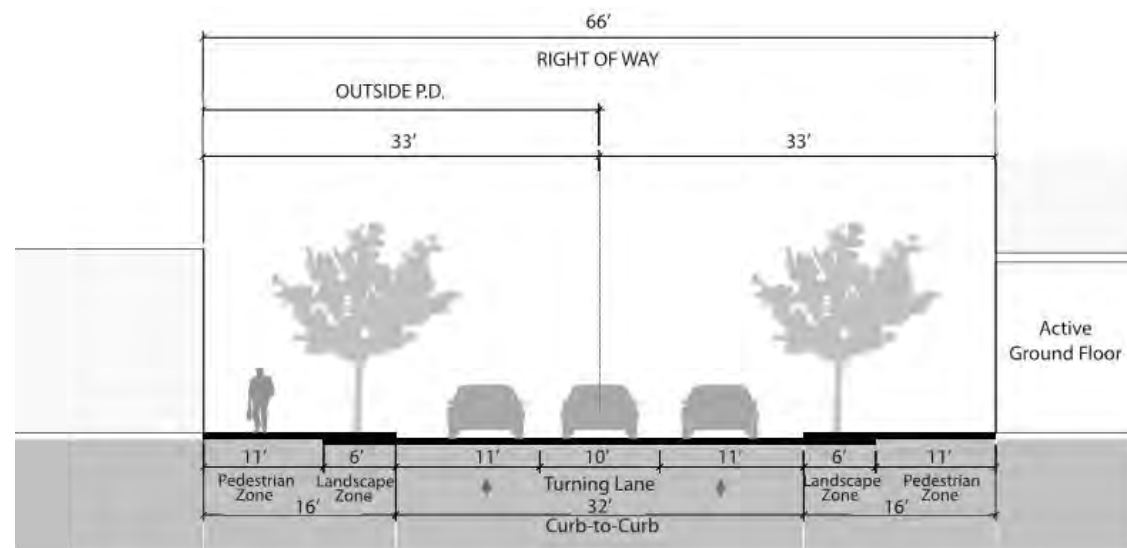 66’
RIGHT OF WAY
OUTSIDE P.D.
33’ 33’
Active
Ground Floor
11’ 6’ 11’ 10’ 11’ 6’ 11’
Pedestrian Landscape Turning Lane Landscape Pedestrian
Zone Zone Zone Zone
16’ 32’ 16’
Curb-to-Curb